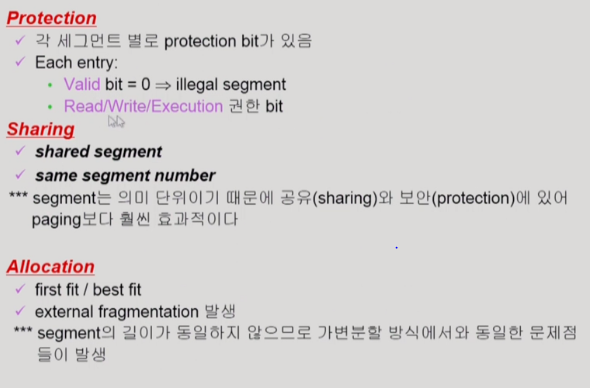 Protection
✓ 각 세그먼트 별로 protection bit가 있음
✓ Each entry:
• Valid bit = 0 ⇒ illegal segment
• Read/Write/Execution 권한 bit
Sharing
✓ shared segment
✓ same segment number
*** segment는 의미 단위이기 때문에 공유(sharing)와 보안(protection)에 있어
paging보다 훨씬 효과적이다
Allocation
✓ first fit / best fit
✓ external fragmentation 발생
*** segment의 길이가 동일하지 않으므로 가변분할 방식에서와 동일한 문제점
들이 발생